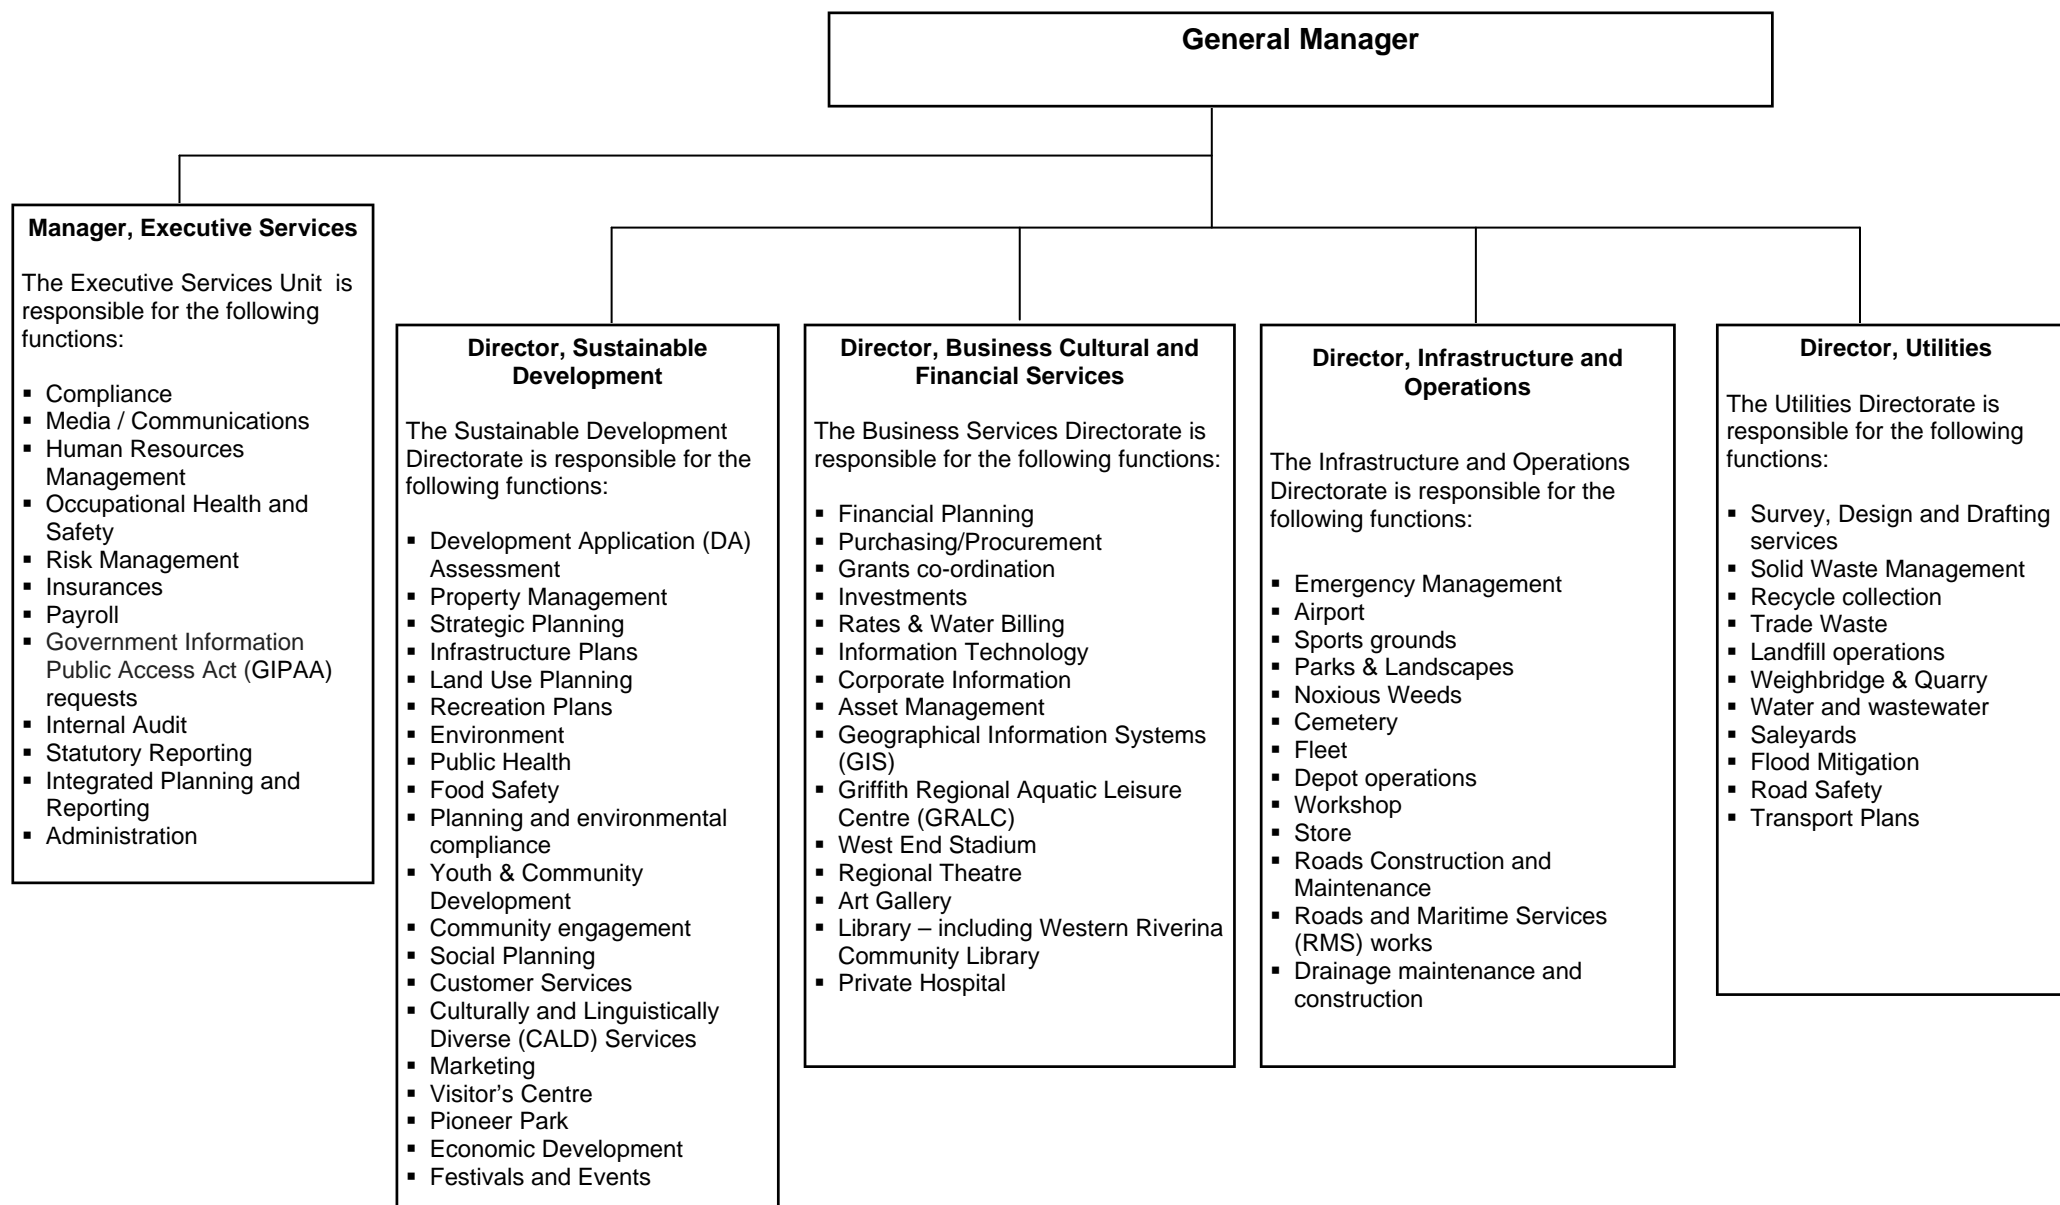 General Manager
Manager, Executive Services
The Executive Services Unit  is
responsible for the following
functions:
▪ Compliance
▪ Media / Communications
▪ Human Resources
Management
▪ Occupational Health and
Safety
▪ Risk Management
▪ Insurances
▪ Payroll
▪ Government Information
Public Access Act (GIPAA)
requests
▪ Internal Audit
▪ Statutory Reporting
▪ Integrated Planning and
Reporting
▪ Administration
Director, Sustainable
Development
The Sustainable Development
Directorate is responsible for the
following functions:
▪ Development Application (DA)
Assessment
▪ Property Management
▪ Strategic Planning
▪ Infrastructure Plans
▪ Land Use Planning
▪ Recreation Plans
▪ Environment
▪ Public Health
▪ Food Safety
▪ Planning and environmental
compliance
▪ Youth & Community
Development
▪ Community engagement
▪ Social Planning
▪ Customer Services
▪ Culturally and Linguistically
Diverse (CALD) Services
▪ Marketing
▪ Visitor’s Centre
▪ Pioneer Park
▪ Economic Development
▪ Festivals and Events
Director, Business Cultural and
Financial Services
The Business Services Directorate is
responsible for the following functions:
▪ Financial Planning
▪ Purchasing/Procurement
▪ Grants co-ordination
▪ Investments
▪ Rates & Water Billing
▪ Information Technology
▪ Corporate Information
▪ Asset Management
▪ Geographical Information Systems
(GIS)
▪ Griffith Regional Aquatic Leisure
Centre (GRALC)
▪ West End Stadium
▪ Regional Theatre
▪ Art Gallery
▪ Library – including Western Riverina
Community Library
▪ Private Hospital
Director, Infrastructure and
Operations
The Infrastructure and Operations
Directorate is responsible for the
following functions:
▪ Emergency Management
▪ Airport
▪ Sports grounds
▪ Parks & Landscapes
▪ Noxious Weeds
▪ Cemetery
▪ Fleet
▪ Depot operations
▪ Workshop
▪ Store
▪ Roads Construction and
Maintenance
▪ Roads and Maritime Services
(RMS) works
▪ Drainage maintenance and
construction
Director, Utilities
The Utilities Directorate is
responsible for the following
functions:
▪ Survey, Design and Drafting
services
▪ Solid Waste Management
▪ Recycle collection
▪ Trade Waste
▪ Landfill operations
▪ Weighbridge & Quarry
▪ Water and wastewater
▪ Saleyards
▪ Flood Mitigation
▪ Road Safety
▪ Transport Plans